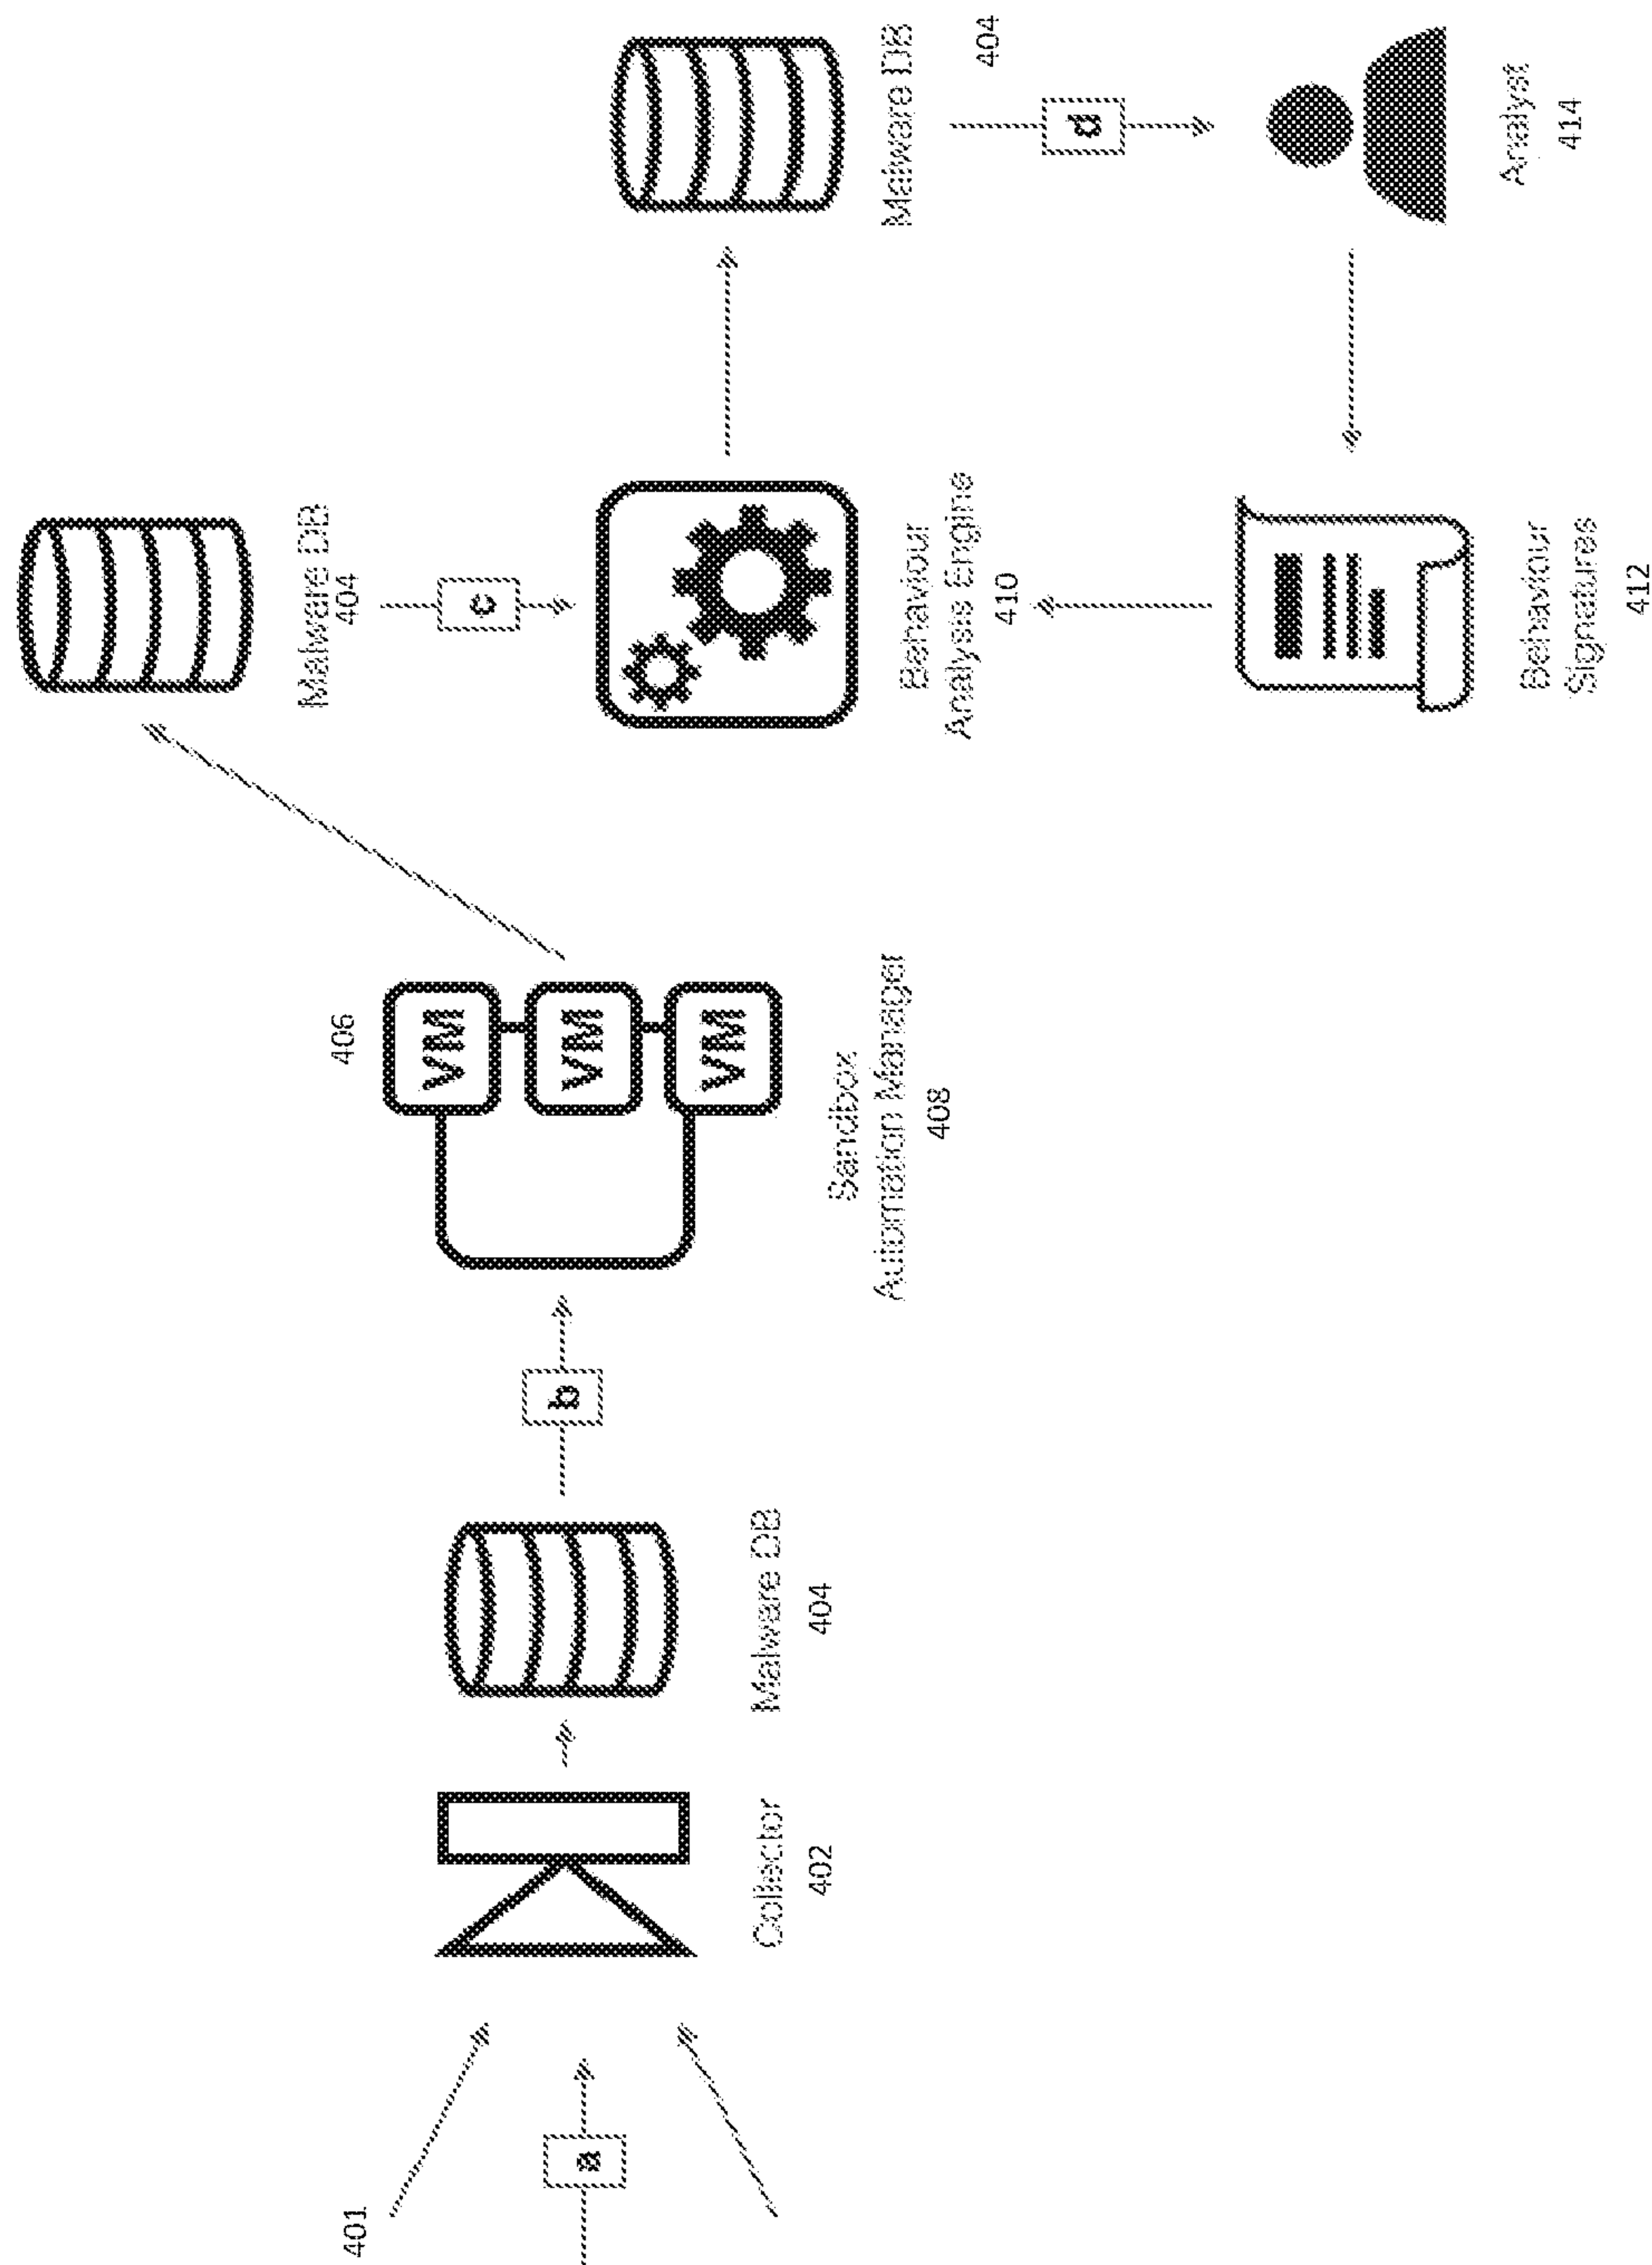 401
a
Collector
402
Malware DB
404
b
VM
VM
VM
406
Sandbox
Automation Manager
408
Malware DB
404
c
Behaviour
Analysis Engine
410
Malware DB
404
d
Analyst
414
Behaviour
Signatures
412